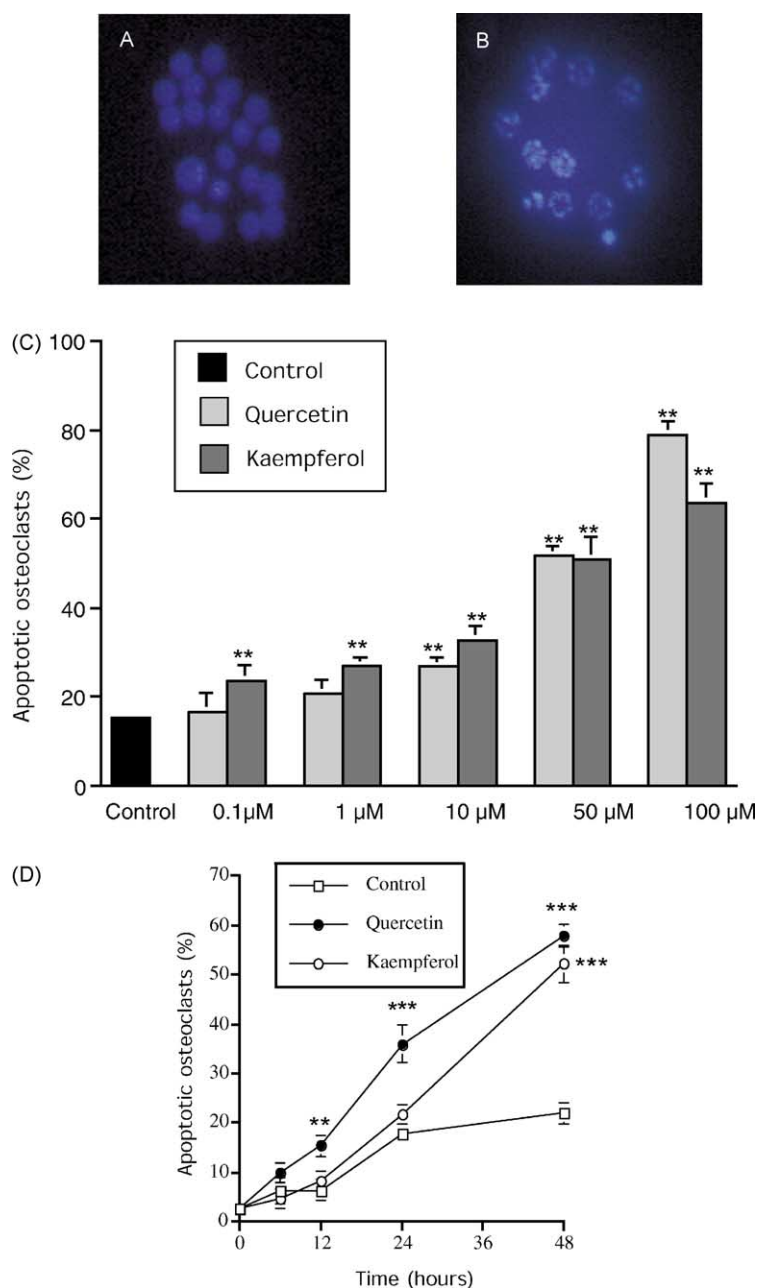 A
B
(C)
100
80
60
40
20
0
Apoptotic osteoclasts (%)
Control
Quercetin
Kaempferol
**
**
**
**
**
**
**
**
Control 0.1µM 1 µM 10 µM 50 µM 100 µM
(D)
70
60
50
40
30
20
10
0
Apoptotic osteoclasts (%)
Control
Quercetin
Kaempferol
**
***
***
***
0 12 24 36 48
Time (hours)